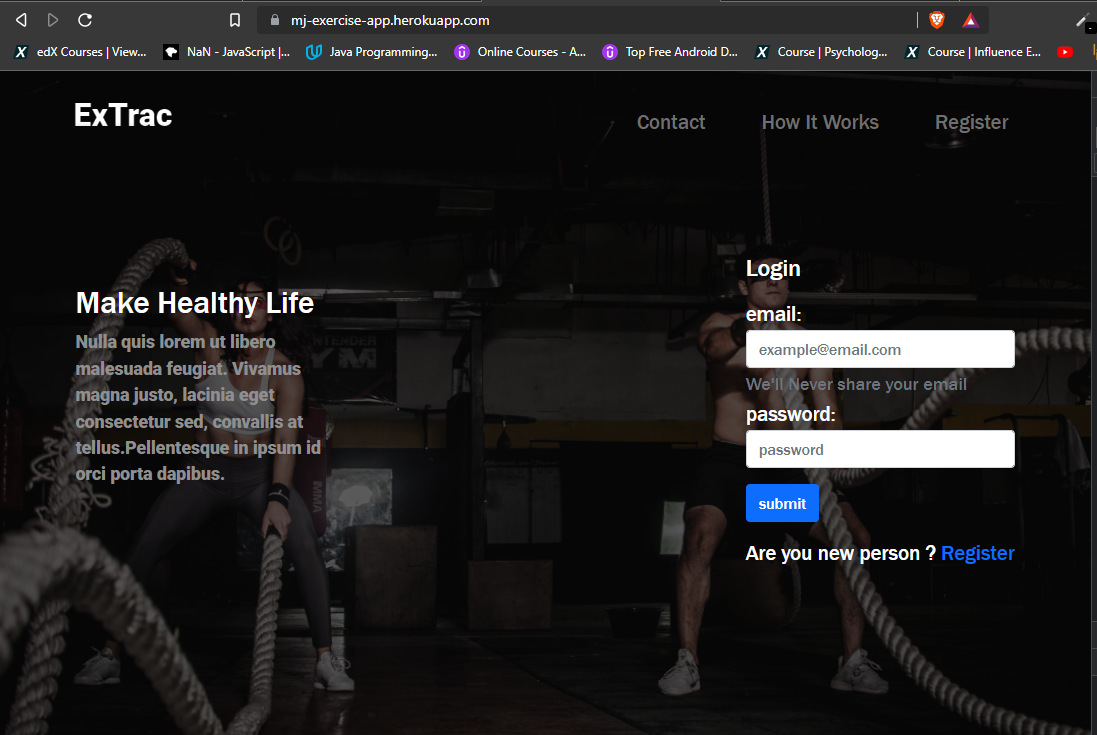 mj-exercise-app.herokuapp.com
edX Courses | View...
NaN - JavaScript |...
Java Programming...
Online Courses - A...
Top Free Android D...
Course | Psycholog...
Course | Influence E...
ExTrac
Contact
How It Works
Register
Make Healthy Life
Nulla quis lorem ut libero
malesuada feugiat. Vivamus
magna justo, lacinia eget
consectetur sed, convallis at
tellus.Pellentesque in ipsum id
orci porta dapibus.
Login
email:
example@email.com
We'll Never share your email
password:
password
submit
Are you new person ? Register
MMA